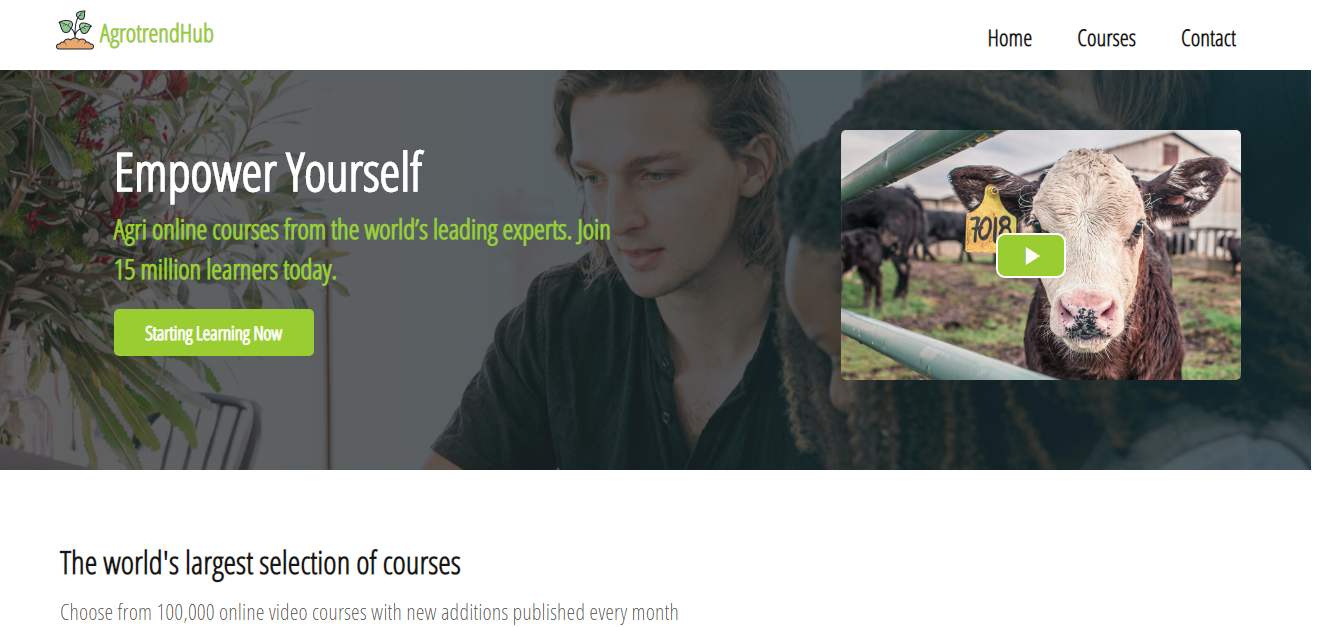 AgrotrendHub
Home
Courses
Contact
Empower Yourself
Agri online courses from the world’s leading experts. Join
15 million learners today.
Starting Learning Now
7018
The world's largest selection of courses
Choose from 100,000 online video courses with new additions published every month